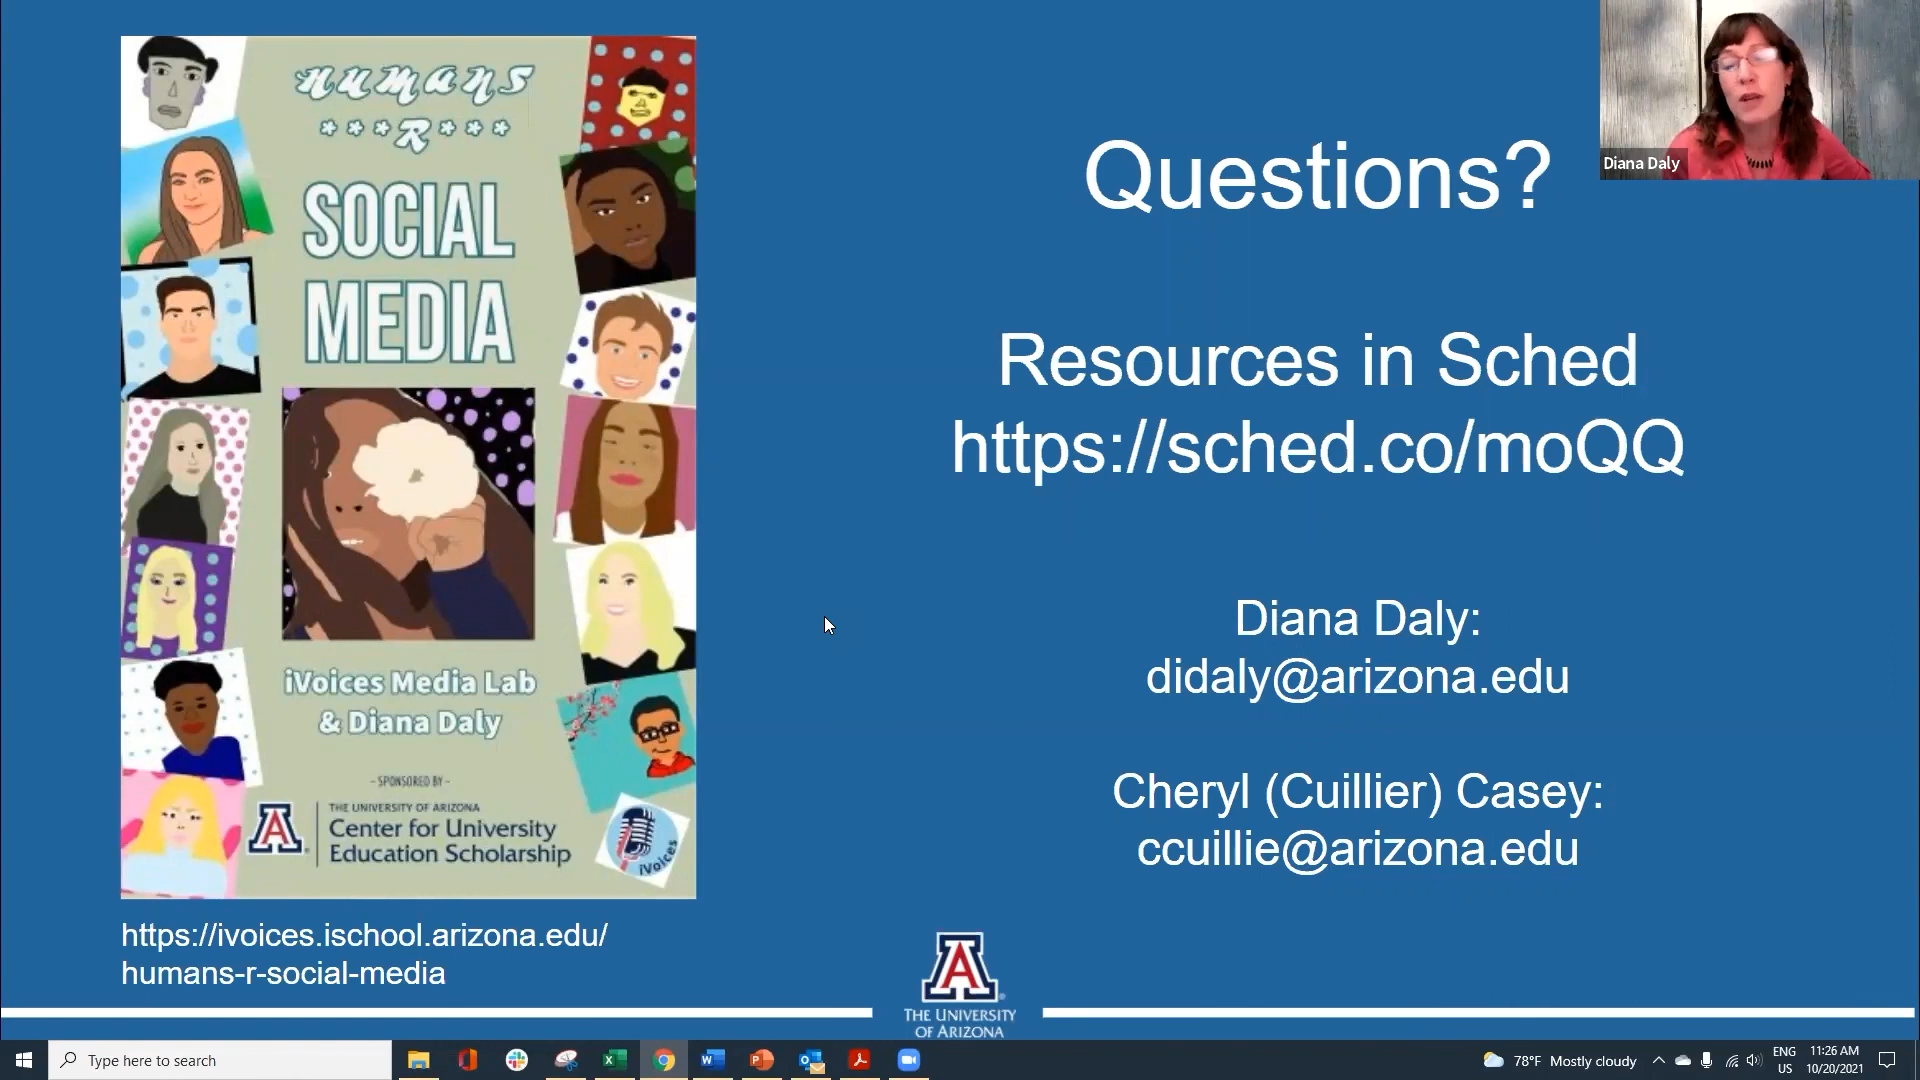 HUMANS
***R***
SOCIAL
MEDIA
iVoices Media Lab
& Diana Daly
- SPONSORED BY -
A
THE UNIVERSITY OF ARIZONA
Center for University
Education Scholarship
iVoices
https://ivoices.ischool.arizona.edu/
humans-r-social-media
Questions?
Resources in Sched
https://sched.co/moQQ
Diana Daly:
didaly@arizona.edu
Cheryl (Cuillier) Casey:
ccuillie@arizona.edu
Diana Daly
A
THE UNIVERSITY
OF ARIZONA
Type here to search
78°F Mostly cloudy
ENG
US
11:26 AM
10/20/2021